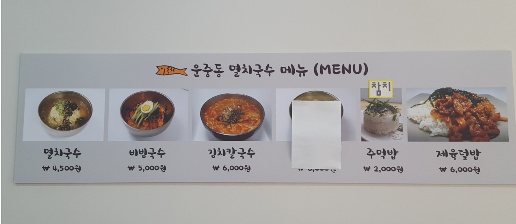 운중동 멸치국수 메뉴 (MENU)
참치
멸치국수
비빔국수
김치칼국수
주먹밥
제육덮밥
₩ 4,500원
₩ 5,000원
₩ 6,000원
₩ 2,000원
₩ 6,000원